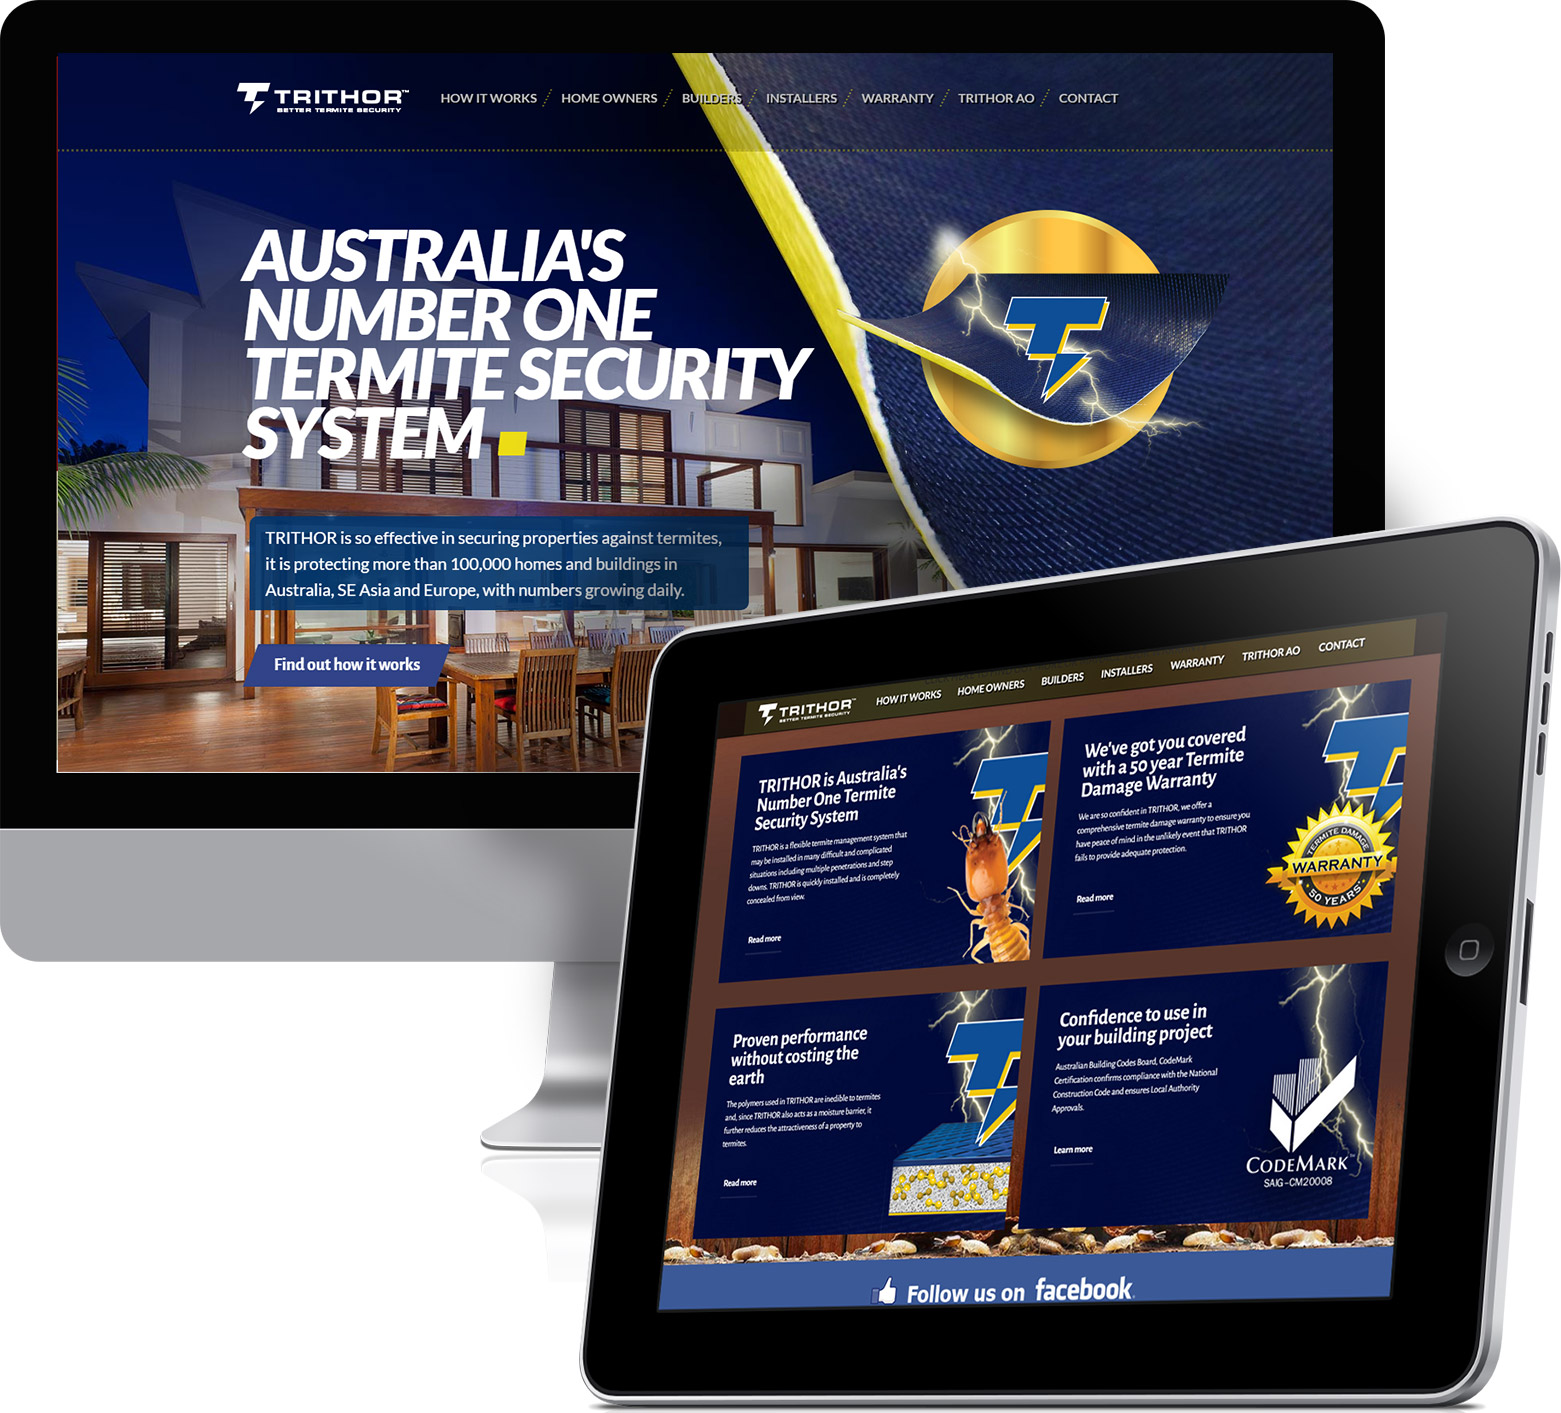 TRITHOR™
BETTER TERMITE SECURITY
HOW IT WORKS / HOME OWNERS / BUILDERS / INSTALLERS / WARRANTY / TRITHOR AO / CONTACT
AUSTRALIA'S
NUMBER ONE
TERMITE SECURITY
SYSTEM
TRITHOR is so effective in securing properties against termites,
it is protecting more than 100,000 homes and buildings in
Australia, SE Asia and Europe, with numbers growing daily.
Find out how it works
TRITHOR™
BETTER TERMITE SECURITY
HOW IT WORKS HOME OWNERS BUILDERS INSTALLERS WARRANTY TRITHOR AO CONTACT
TRITHOR is Australia's
Number One Termite
Security System
TRITHOR is a flexible termite management system that
may be installed in many difficult and complicated
situations including multiple penetrations and step
downs. TRITHOR is quickly installed and is completely
concealed from view.
Read more
We've got you covered
with a 50 year Termite
Damage Warranty
We are so confident in TRITHOR, we offer a
comprehensive termite damage warranty to ensure you
have peace of mind in the unlikely event that TRITHOR
fails to provide adequate protection.
Read more
TERMITE DAMAGE
WARRANTY
50 YEARS
Proven performance
without costing the
earth
The polymers used in TRITHOR are inedible to termites
and, since TRITHOR also acts as a moisture barrier, it
further reduces the attractiveness of a property to
termites.
Read more
Confidence to use in
your building project
Australian Building Codes Board, CodeMark
Certification confirms compliance with the National
Construction Code and ensures Local Authority
Approvals.
Learn more
CODEMARK™
SAIG-CM20008
Follow us on facebook.